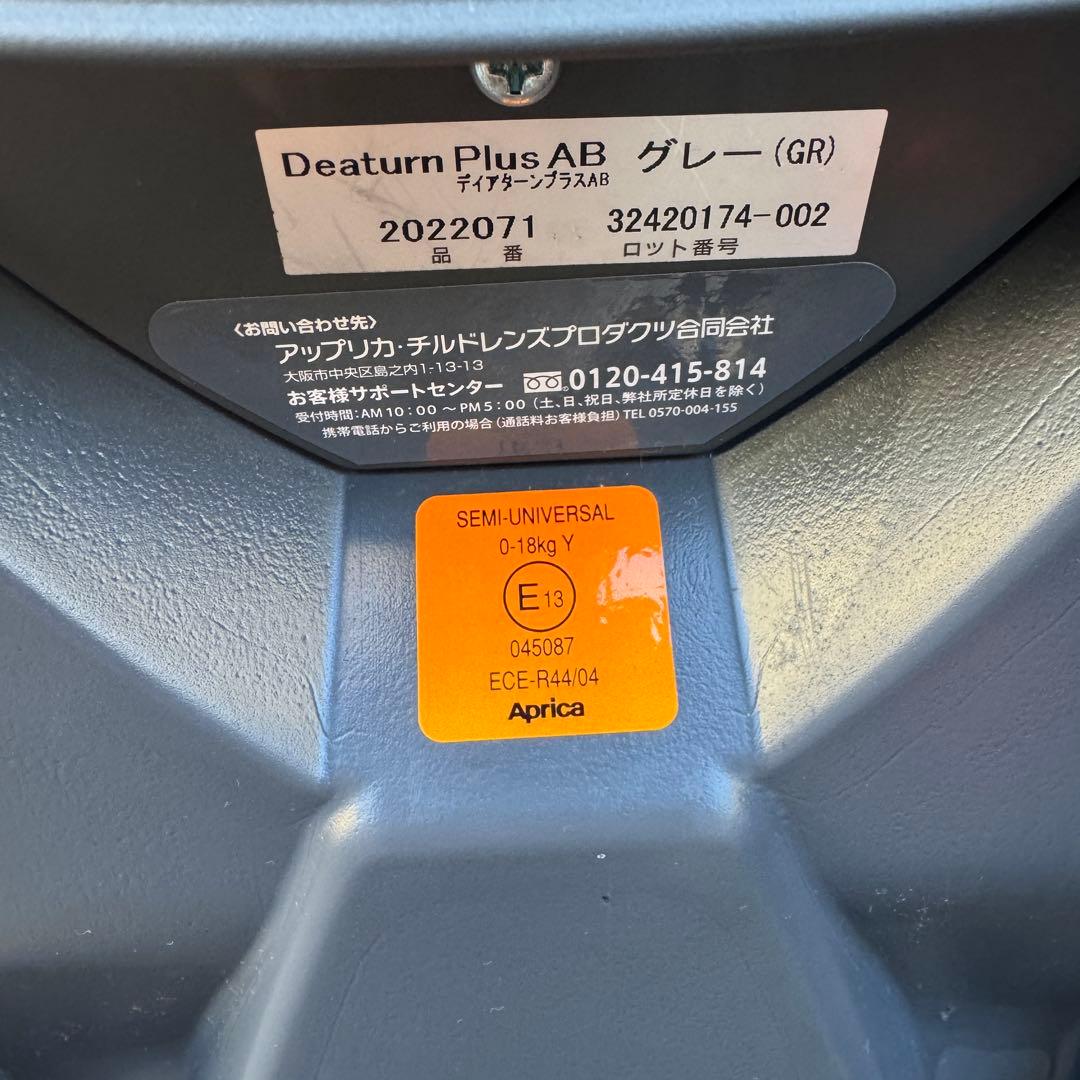 Deaturn Plus AB グレー(GR)
ディアターンプラスAB
2022071 32420174-002
品 番 ロット番号
〈お問い合わせ先〉
アップリカ・チルドレンズプロダクツ合同会社
大阪市中央区島之内1-13-13
お客様サポートセンター 0120-415-814
受付時間：AM10：00 〜PM5：00（土、日、祝日、弊社所定休日を除く）
携帯電話からご利用の場合（通話料お客様負担）TEL 0570-004-155
SEMI-UNIVERSAL
0-18kg Y
E 13
045087
ECE-R44/04
Aprica